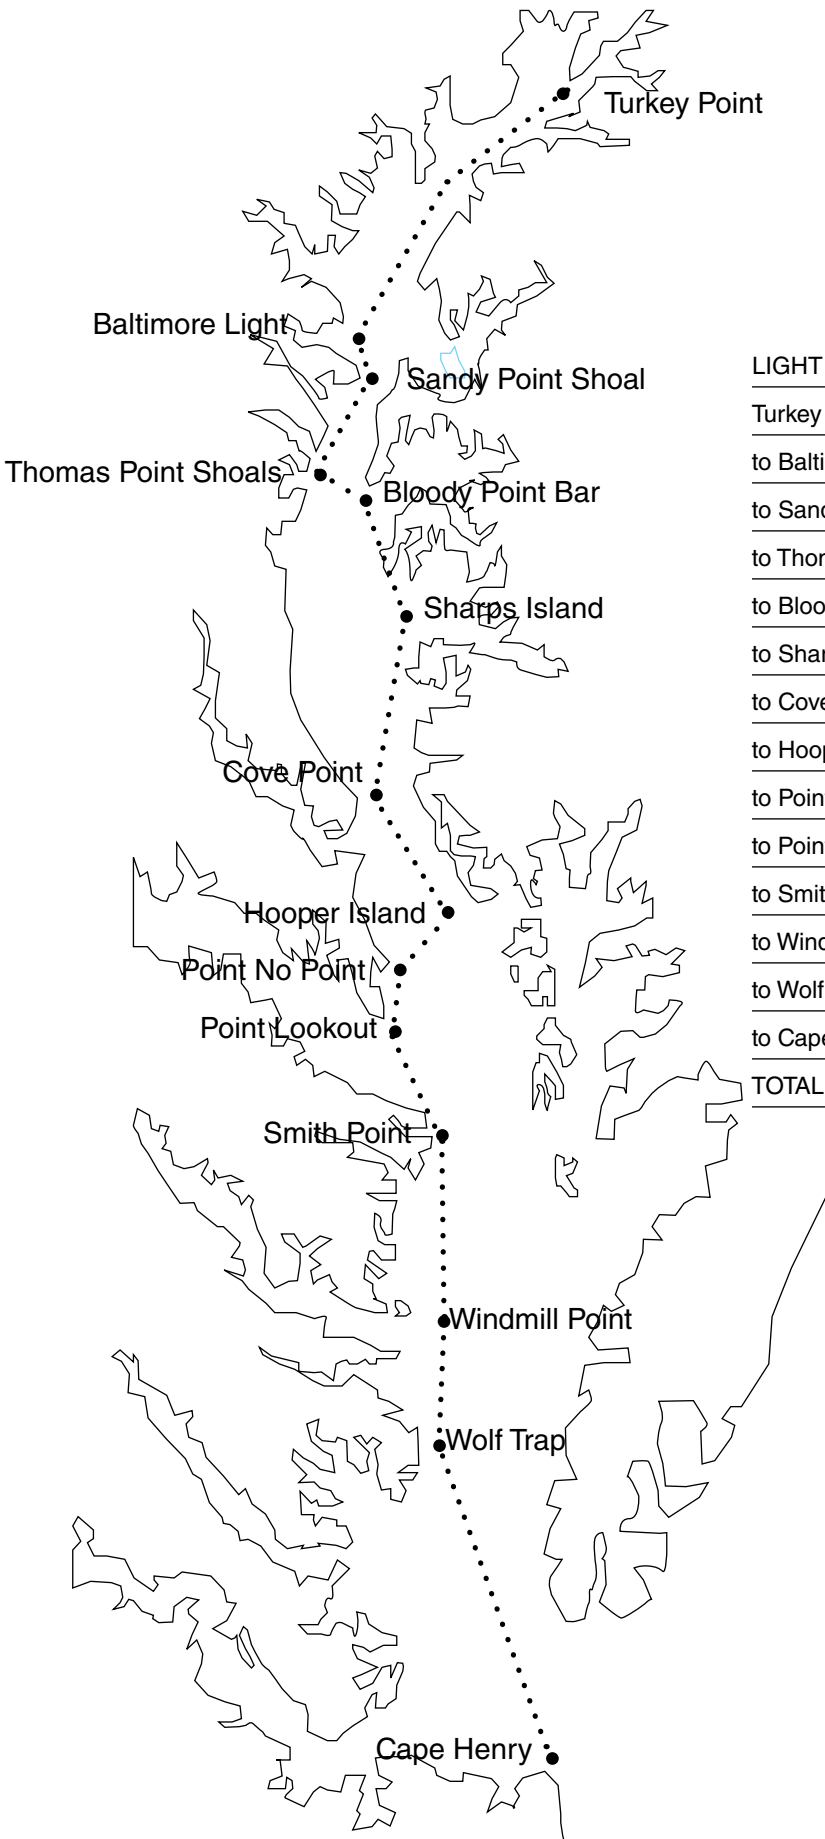 Turkey Point
Baltimore Light
Sandy Point Shoal
Thomas Point Shoals
Bloody Point Bar
Sharps Island
Cove Point
Hooper Island
Point No Point
Point Lookout
Smith Point
Windmill Point
Wolf Trap
Cape Henry
LIGHT
Turkey
to Balti
to Sand
to Thor
to Bloo
to Shar
to Cove
to Hoop
to Poin
to Poin
to Smit
to Wind
to Wolf
to Cape
TOTAL